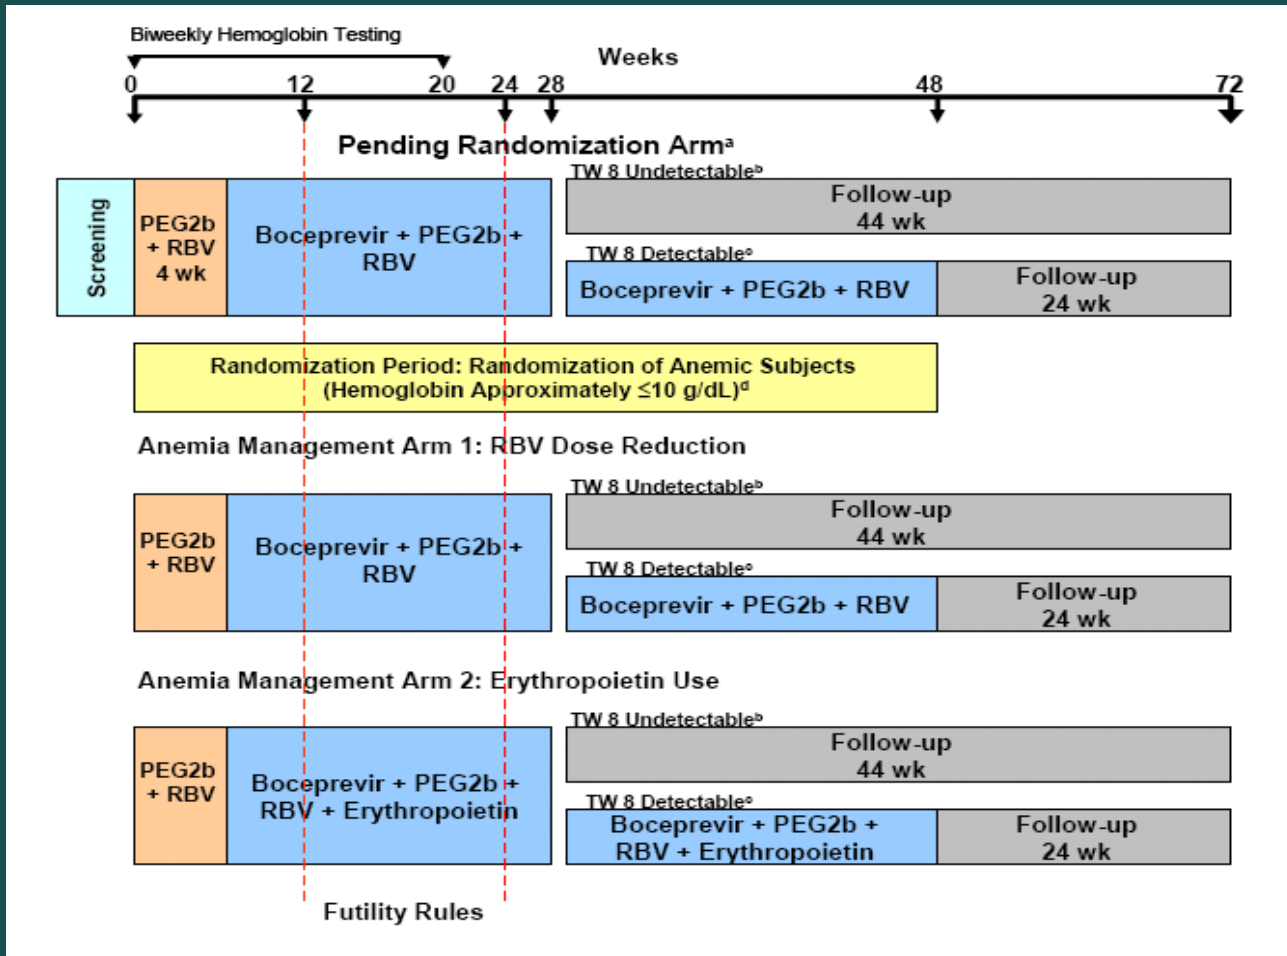 Biweekly Hemoglobin Testing
Weeks
0 12 20 24 28 48 72
Pending Randomization Armᵃ
Screening
PEG2b
+ RBV
4 wk
Boceprevir + PEG2b +
RBV
TW 8 Undetectableᵇ
Follow-up
44 wk
TW 8 Detectableᶜ
Boceprevir + PEG2b + RBV
Follow-up
24 wk
Randomization Period: Randomization of Anemic Subjects
(Hemoglobin Approximately ≤10 g/dL)ᵈ
Anemia Management Arm 1: RBV Dose Reduction
PEG2b
+ RBV
Boceprevir + PEG2b +
RBV
TW 8 Undetectableᵇ
Follow-up
44 wk
TW 8 Detectableᶜ
Boceprevir + PEG2b + RBV
Follow-up
24 wk
Anemia Management Arm 2: Erythropoietin Use
PEG2b
+ RBV
Boceprevir + PEG2b +
RBV + Erythropoietin
TW 8 Undetectableᵇ
Follow-up
44 wk
TW 8 Detectableᶜ
Boceprevir + PEG2b +
RBV + Erythropoietin
Follow-up
24 wk
Futility Rules